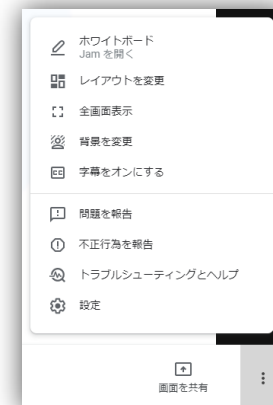 ホワイトボード
Jam を開く
レイアウトを変更
全画面表示
背景を変更
字幕をオンにする
問題を報告
不正行為を報告
トラブルシューティングとヘルプ
設定
画面を共有